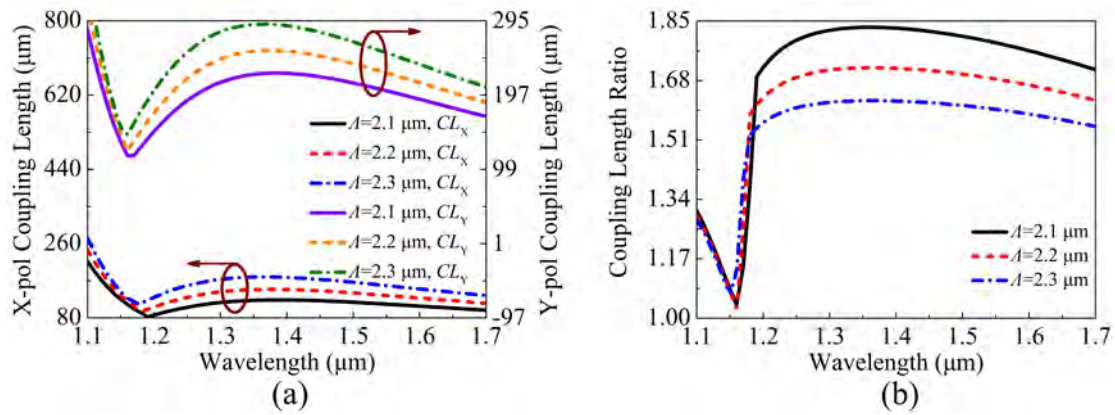 X-pol Coupling Length (μm)
800
620
440
260
80
295
197
99
1
-97
Y-pol Coupling Length (μm)
Λ=2.1 μm, CLX
Λ=2.2 μm, CLX
Λ=2.3 μm, CLX
Λ=2.1 μm, CLY
Λ=2.2 μm, CLY
Λ=2.3 μm, CLY
1.1 1.2 1.3 1.4 1.5 1.6 1.7
Wavelength (μm)
(a)
Coupling Length Ratio
1.85
1.68
1.51
1.34
1.17
1.00
Λ=2.1 μm
Λ=2.2 μm
Λ=2.3 μm
1.1 1.2 1.3 1.4 1.5 1.6 1.7
Wavelength (μm)
(b)